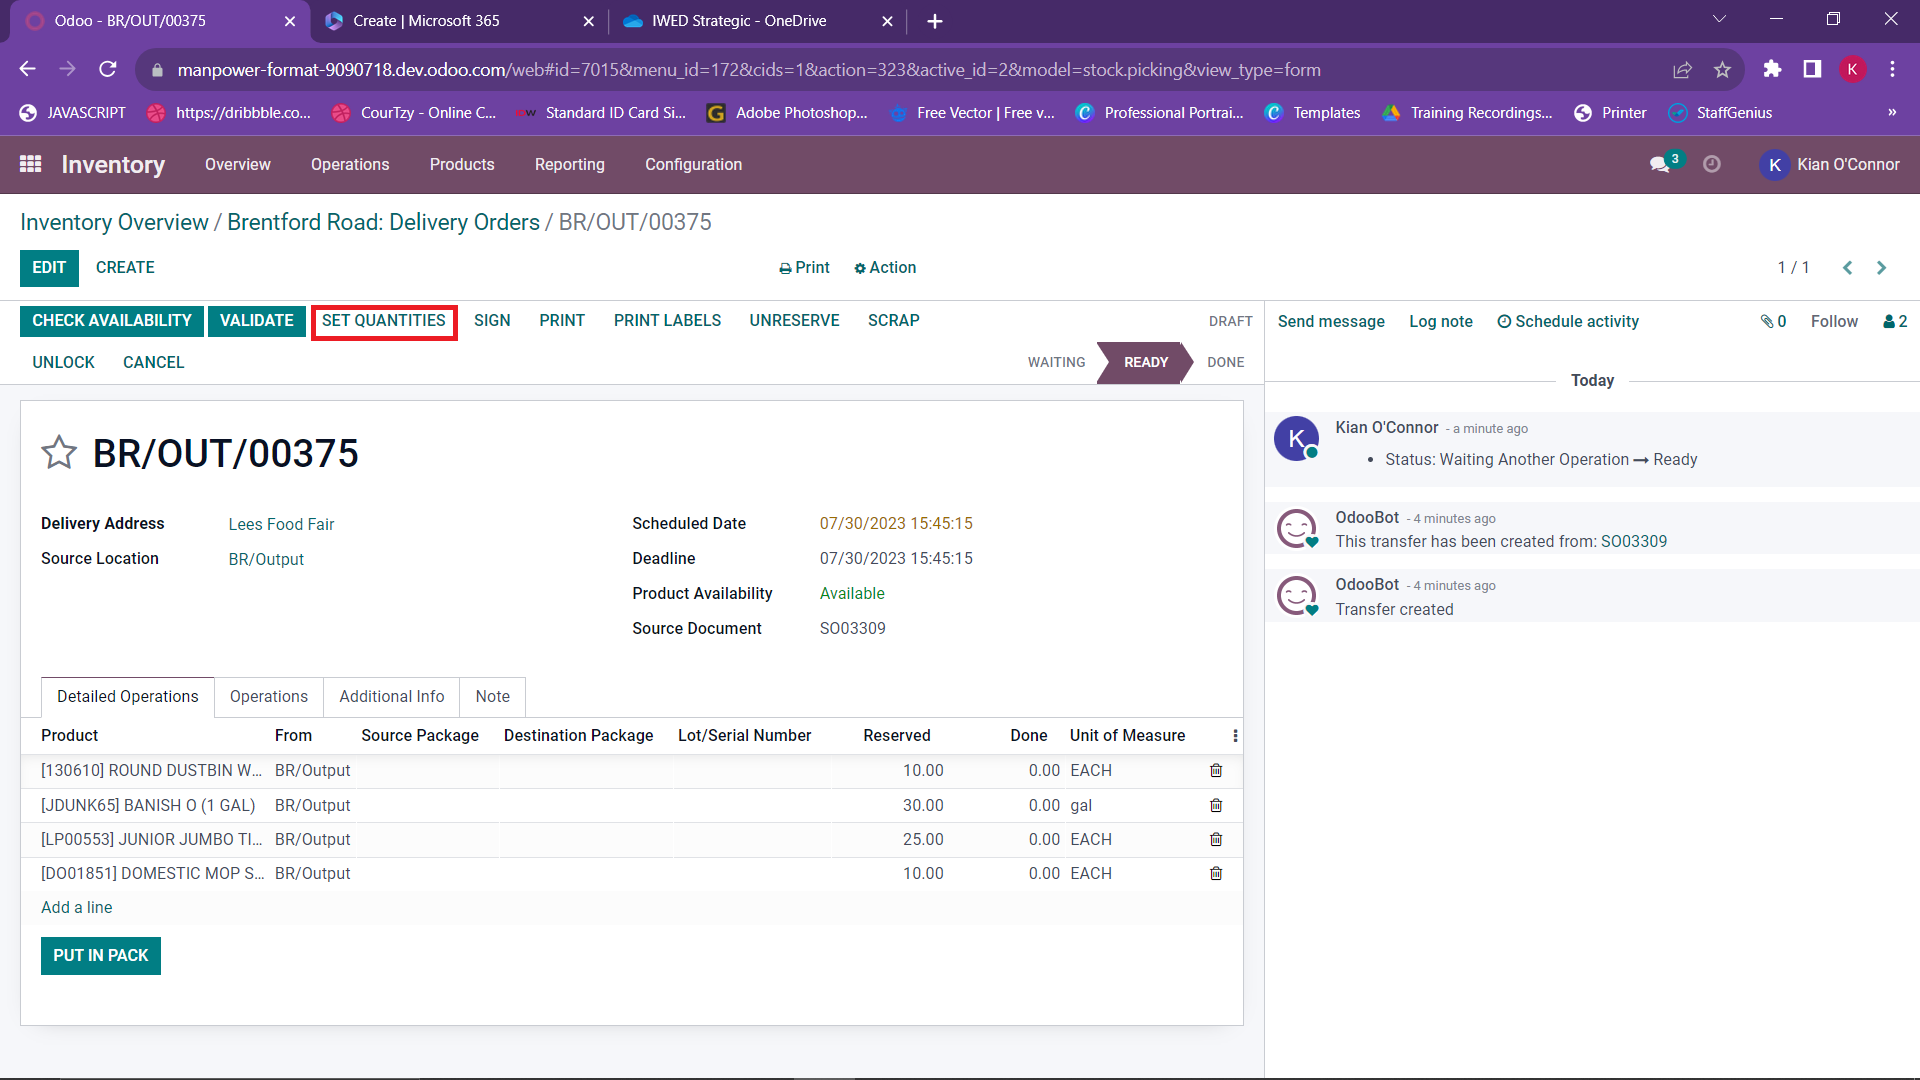 Odoo - BR/OUT/00375
Create | Microsoft 365
IWED Strategic - OneDrive
manpower-format-9090718.dev.odoo.com/web#id=7015&menu_id=172&cids=1&action=323&active_id=2&model=stock.picking&view_type=form
K
JAVASCRIPT
https://dribbble.co...
CourTzy - Online C...
Standard ID Card Si...
Adobe Photoshop...
Free Vector | Free v...
Professional Portrai...
Templates
Training Recordings...
Printer
StaffGenius
»
Inventory
Overview
Operations
Products
Reporting
Configuration
3
K
Kian O'Connor
Inventory Overview / Brentford Road: Delivery Orders / BR/OUT/00375
EDIT
CREATE
Print
Action
1 / 1
CHECK AVAILABILITY
VALIDATE
SET QUANTITIES
SIGN
PRINT
PRINT LABELS
UNRESERVE
SCRAP
DRAFT
UNLOCK
CANCEL
WAITING
READY
DONE
Send message
Log note
Schedule activity
0
Follow
2
Today
K
Kian O'Connor - a minute ago
• Status: Waiting Another Operation → Ready
OdooBot - 4 minutes ago
This transfer has been created from: SO03309
OdooBot - 4 minutes ago
Transfer created
BR/OUT/00375
Delivery Address Lees Food Fair
Source Location BR/Output
Scheduled Date 07/30/2023 15:45:15
Deadline 07/30/2023 15:45:15
Product Availability Available
Source Document SO03309
Detailed Operations
Operations
Additional Info
Note
Product From Source Package Destination Package Lot/Serial Number Reserved Done Unit of Measure
[130610] ROUND DUSTBIN W... BR/Output 10.00 0.00 EACH
[JDUNK65] BANISH O (1 GAL) BR/Output 30.00 0.00 gal
[LP00553] JUNIOR JUMBO TI... BR/Output 25.00 0.00 EACH
[DO01851] DOMESTIC MOP S... BR/Output 10.00 0.00 EACH
Add a line
PUT IN PACK